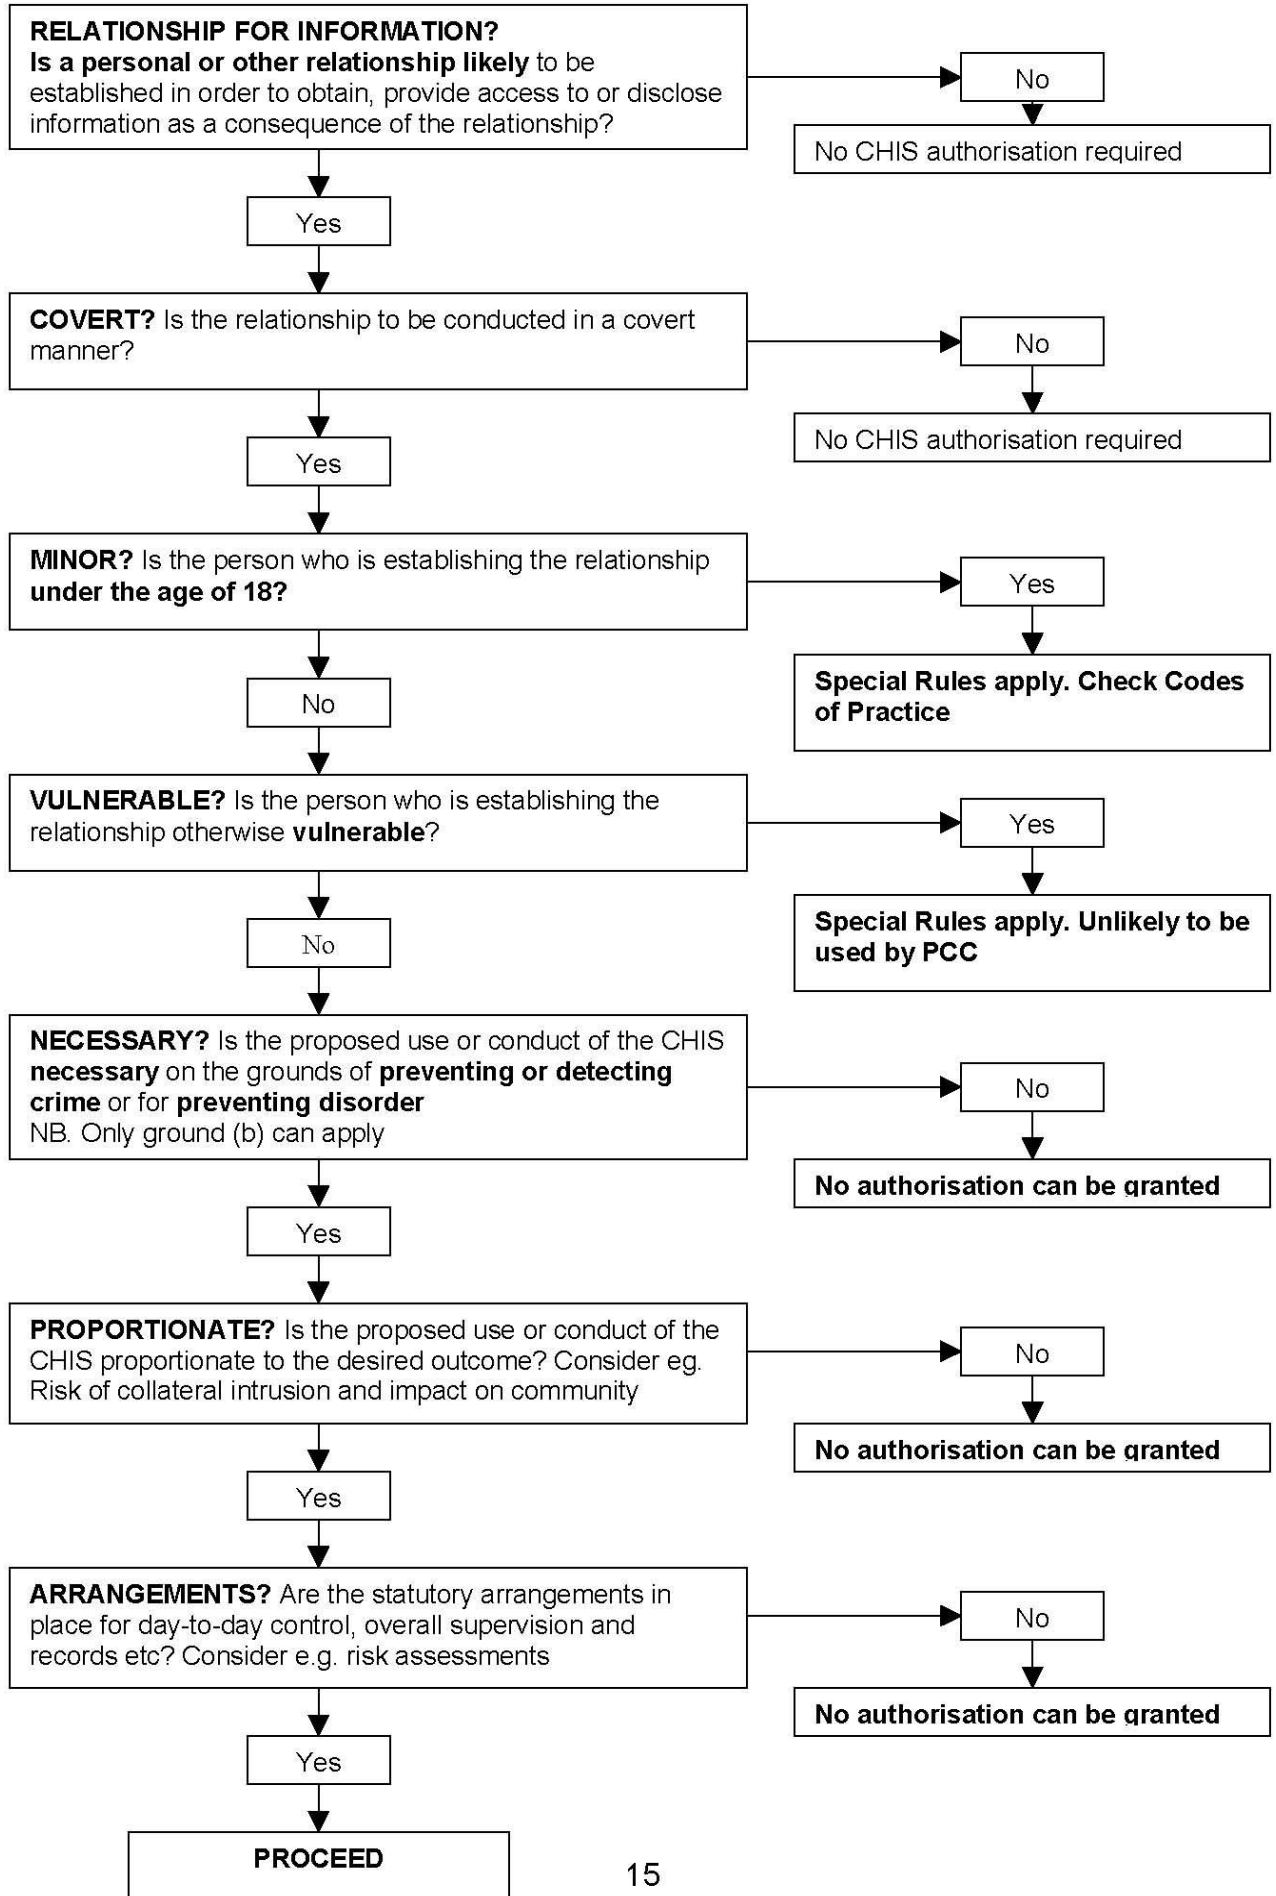 RELATIONSHIP FOR INFORMATION?
Is a personal or other relationship likely to be
established in order to obtain, provide access to or disclose
information as a consequence of the relationship?
No
No CHIS authorisation required
Yes
COVERT? Is the relationship to be conducted in a covert
manner?
No
No CHIS authorisation required
Yes
MINOR? Is the person who is establishing the relationship
under the age of 18?
Yes
Special Rules apply. Check Codes
of Practice
No
VULNERABLE? Is the person who is establishing the
relationship otherwise vulnerable?
Yes
Special Rules apply. Unlikely to be
used by PCC
No
NECESSARY? Is the proposed use or conduct of the CHIS
necessary on the grounds of preventing or detecting
crime or for preventing disorder
NB. Only ground (b) can apply
No
No authorisation can be granted
Yes
PROPORTIONATE? Is the proposed use or conduct of the
CHIS proportionate to the desired outcome? Consider eg.
Risk of collateral intrusion and impact on community
No
No authorisation can be granted
Yes
ARRANGEMENTS? Are the statutory arrangements in
place for day-to-day control, overall supervision and
records etc? Consider e.g. risk assessments
No
No authorisation can be granted
Yes
PROCEED
15